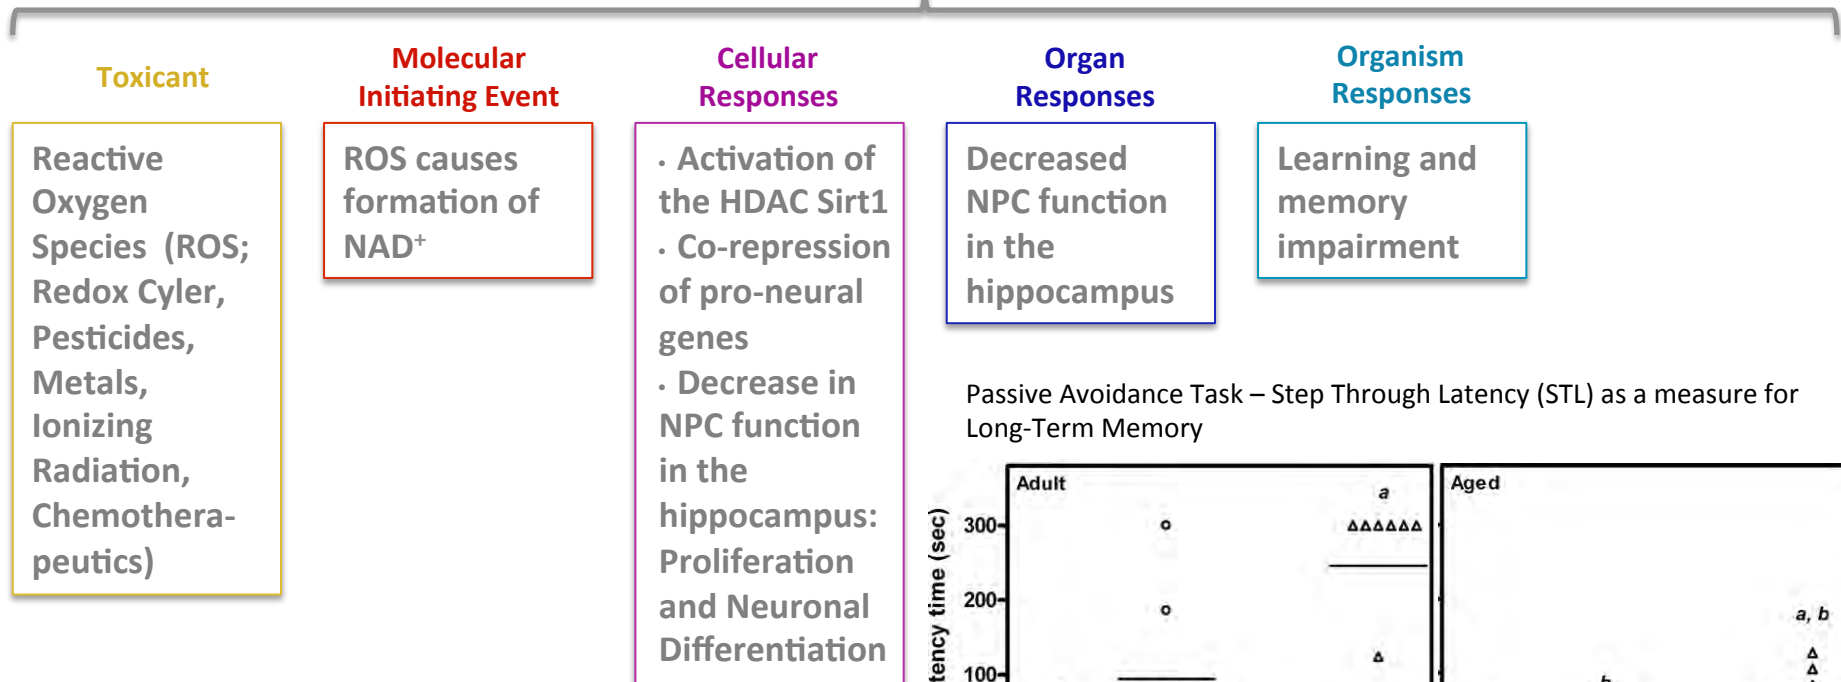 Toxicant
Reactive
Oxygen
Species (ROS;
Redox Cyler,
Pesticides,
Metals,
Ionizing
Radiation,
Chemothera-
peutics)
Molecular
Initiating Event
ROS causes
formation of
NAD⁺
Cellular
Responses
· Activation of
the HDAC Sirt1
· Co-repression
of pro-neural
genes
· Decrease in
NPC function
in the
hippocampus:
Proliferation
and Neuronal
Differentiation
Organ
Responses
Decreased
NPC function
in the
hippocampus
Organism
Responses
Learning and
memory
impairment
Passive Avoidance Task – Step Through Latency (STL) as a measure for
Long-Term Memory
tency time (sec)
300
200
100
Adult
a
Aged
a, b
b